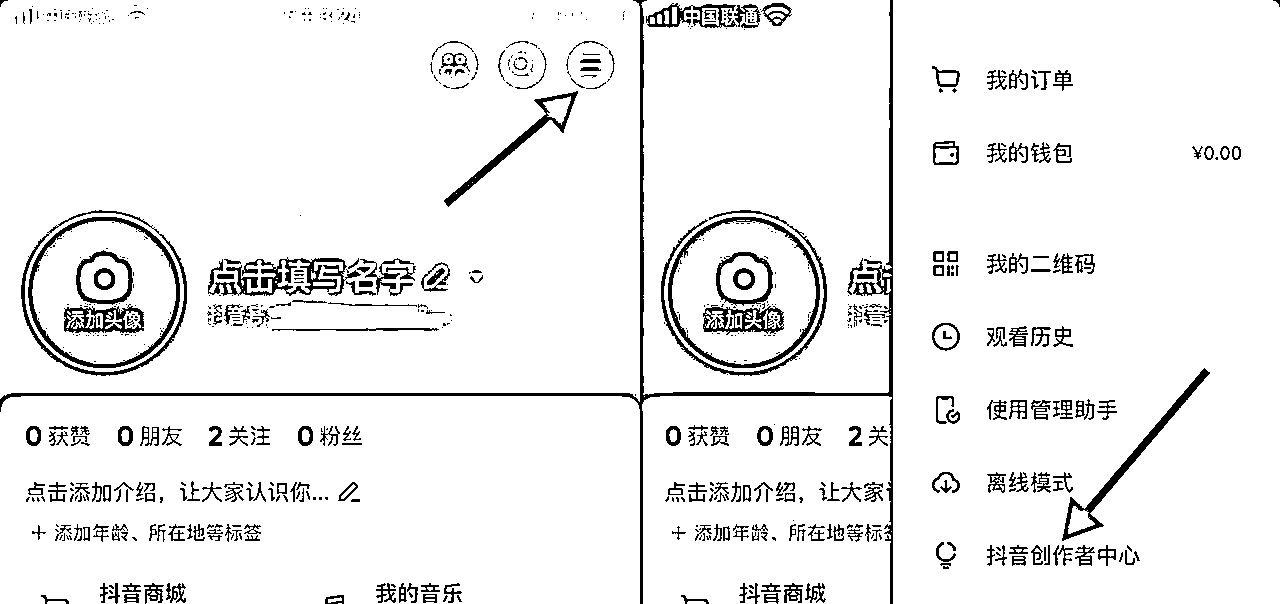 点击填写名字
添加头像
抖音号:
0 获赞 0 朋友 2 关注 0 粉丝
点击添加介绍，让大家认识你...
+ 添加年龄、所在地等标签
抖音商城
我的音乐
中国联通
点击
添加头像
抖音
0 获赞 0 朋友 2 关
点击添加介绍，让大家认
+ 添加年龄、所在地等标签
抖音商城
我的订单
我的钱包 ¥0.00
我的二维码
观看历史
使用管理助手
离线模式
抖音创作者中心